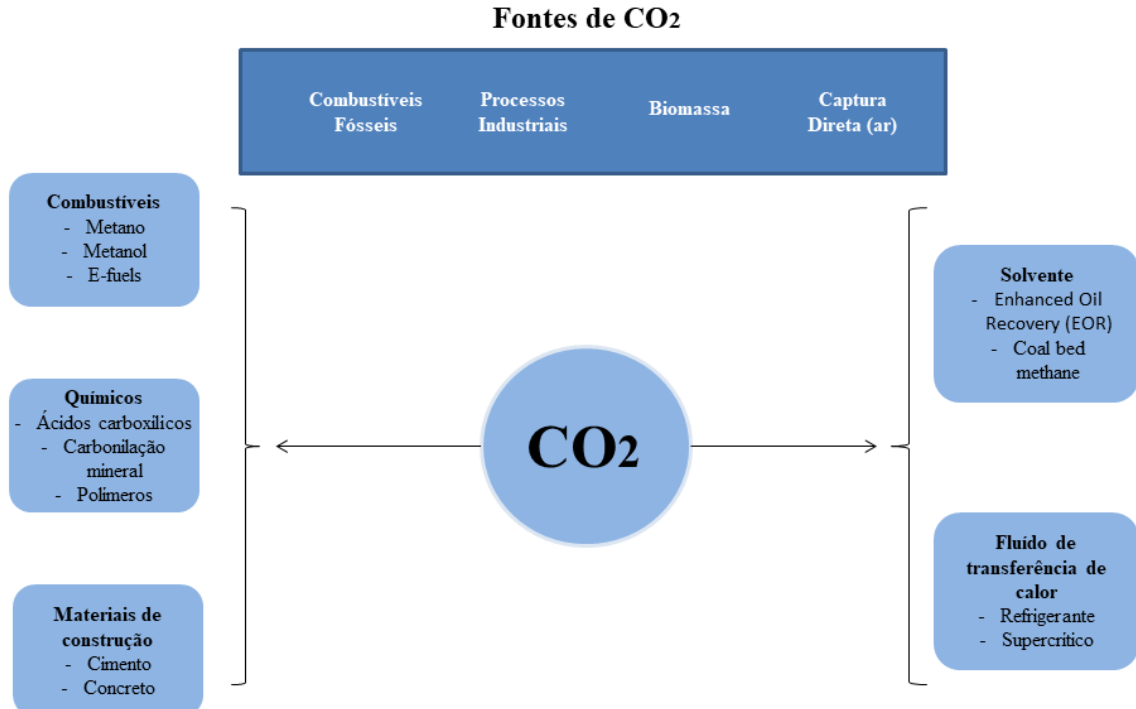 Fontes de CO2
Combustíveis
Fósseis
Processos
Industriais
Biomassa
Captura
Direta (ar)
Combustíveis
- Metano
- Metanol
- E-fuels
Químicos
- Ácidos carboxilicos
- Carbonilação
mineral
- Polímeros
Materiais de
construção
- Cimento
- Concreto
CO2
Solvente
- Enhanced Oil
Recovery (EOR)
- Coal bed
methane
Fluído de
transferência de
calor
- Refrigerante
- Supercrítico